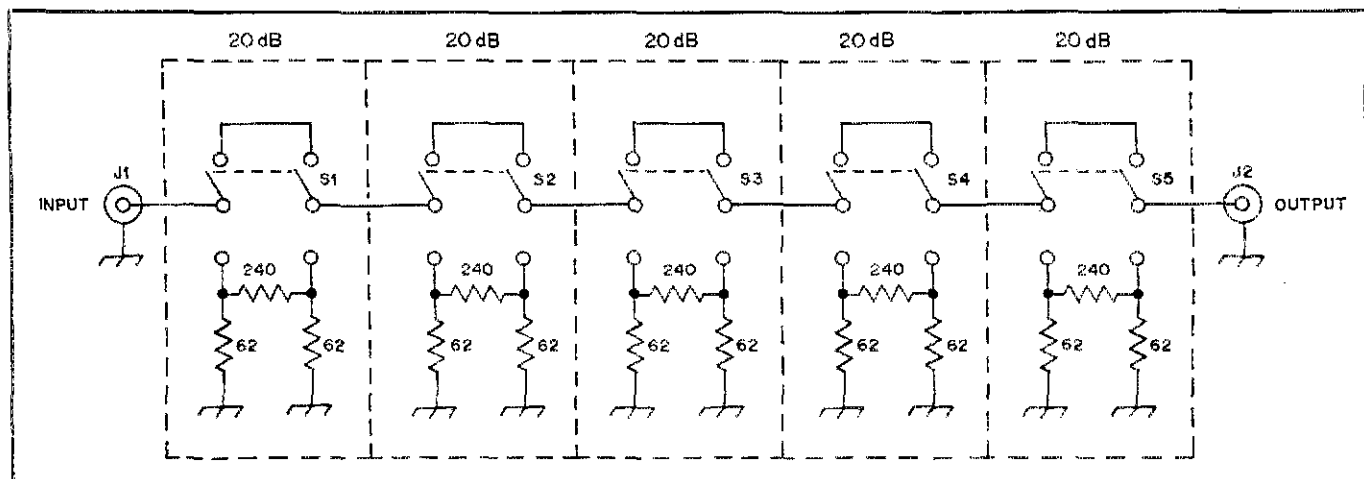 20 dB 20 dB 20 dB 20 dB 20 dB
J1 S1 S2 S3 S4 S5 J2
INPUT OUTPUT
240 240 240 240 240
62 62 62 62 62 62 62 62 62 62